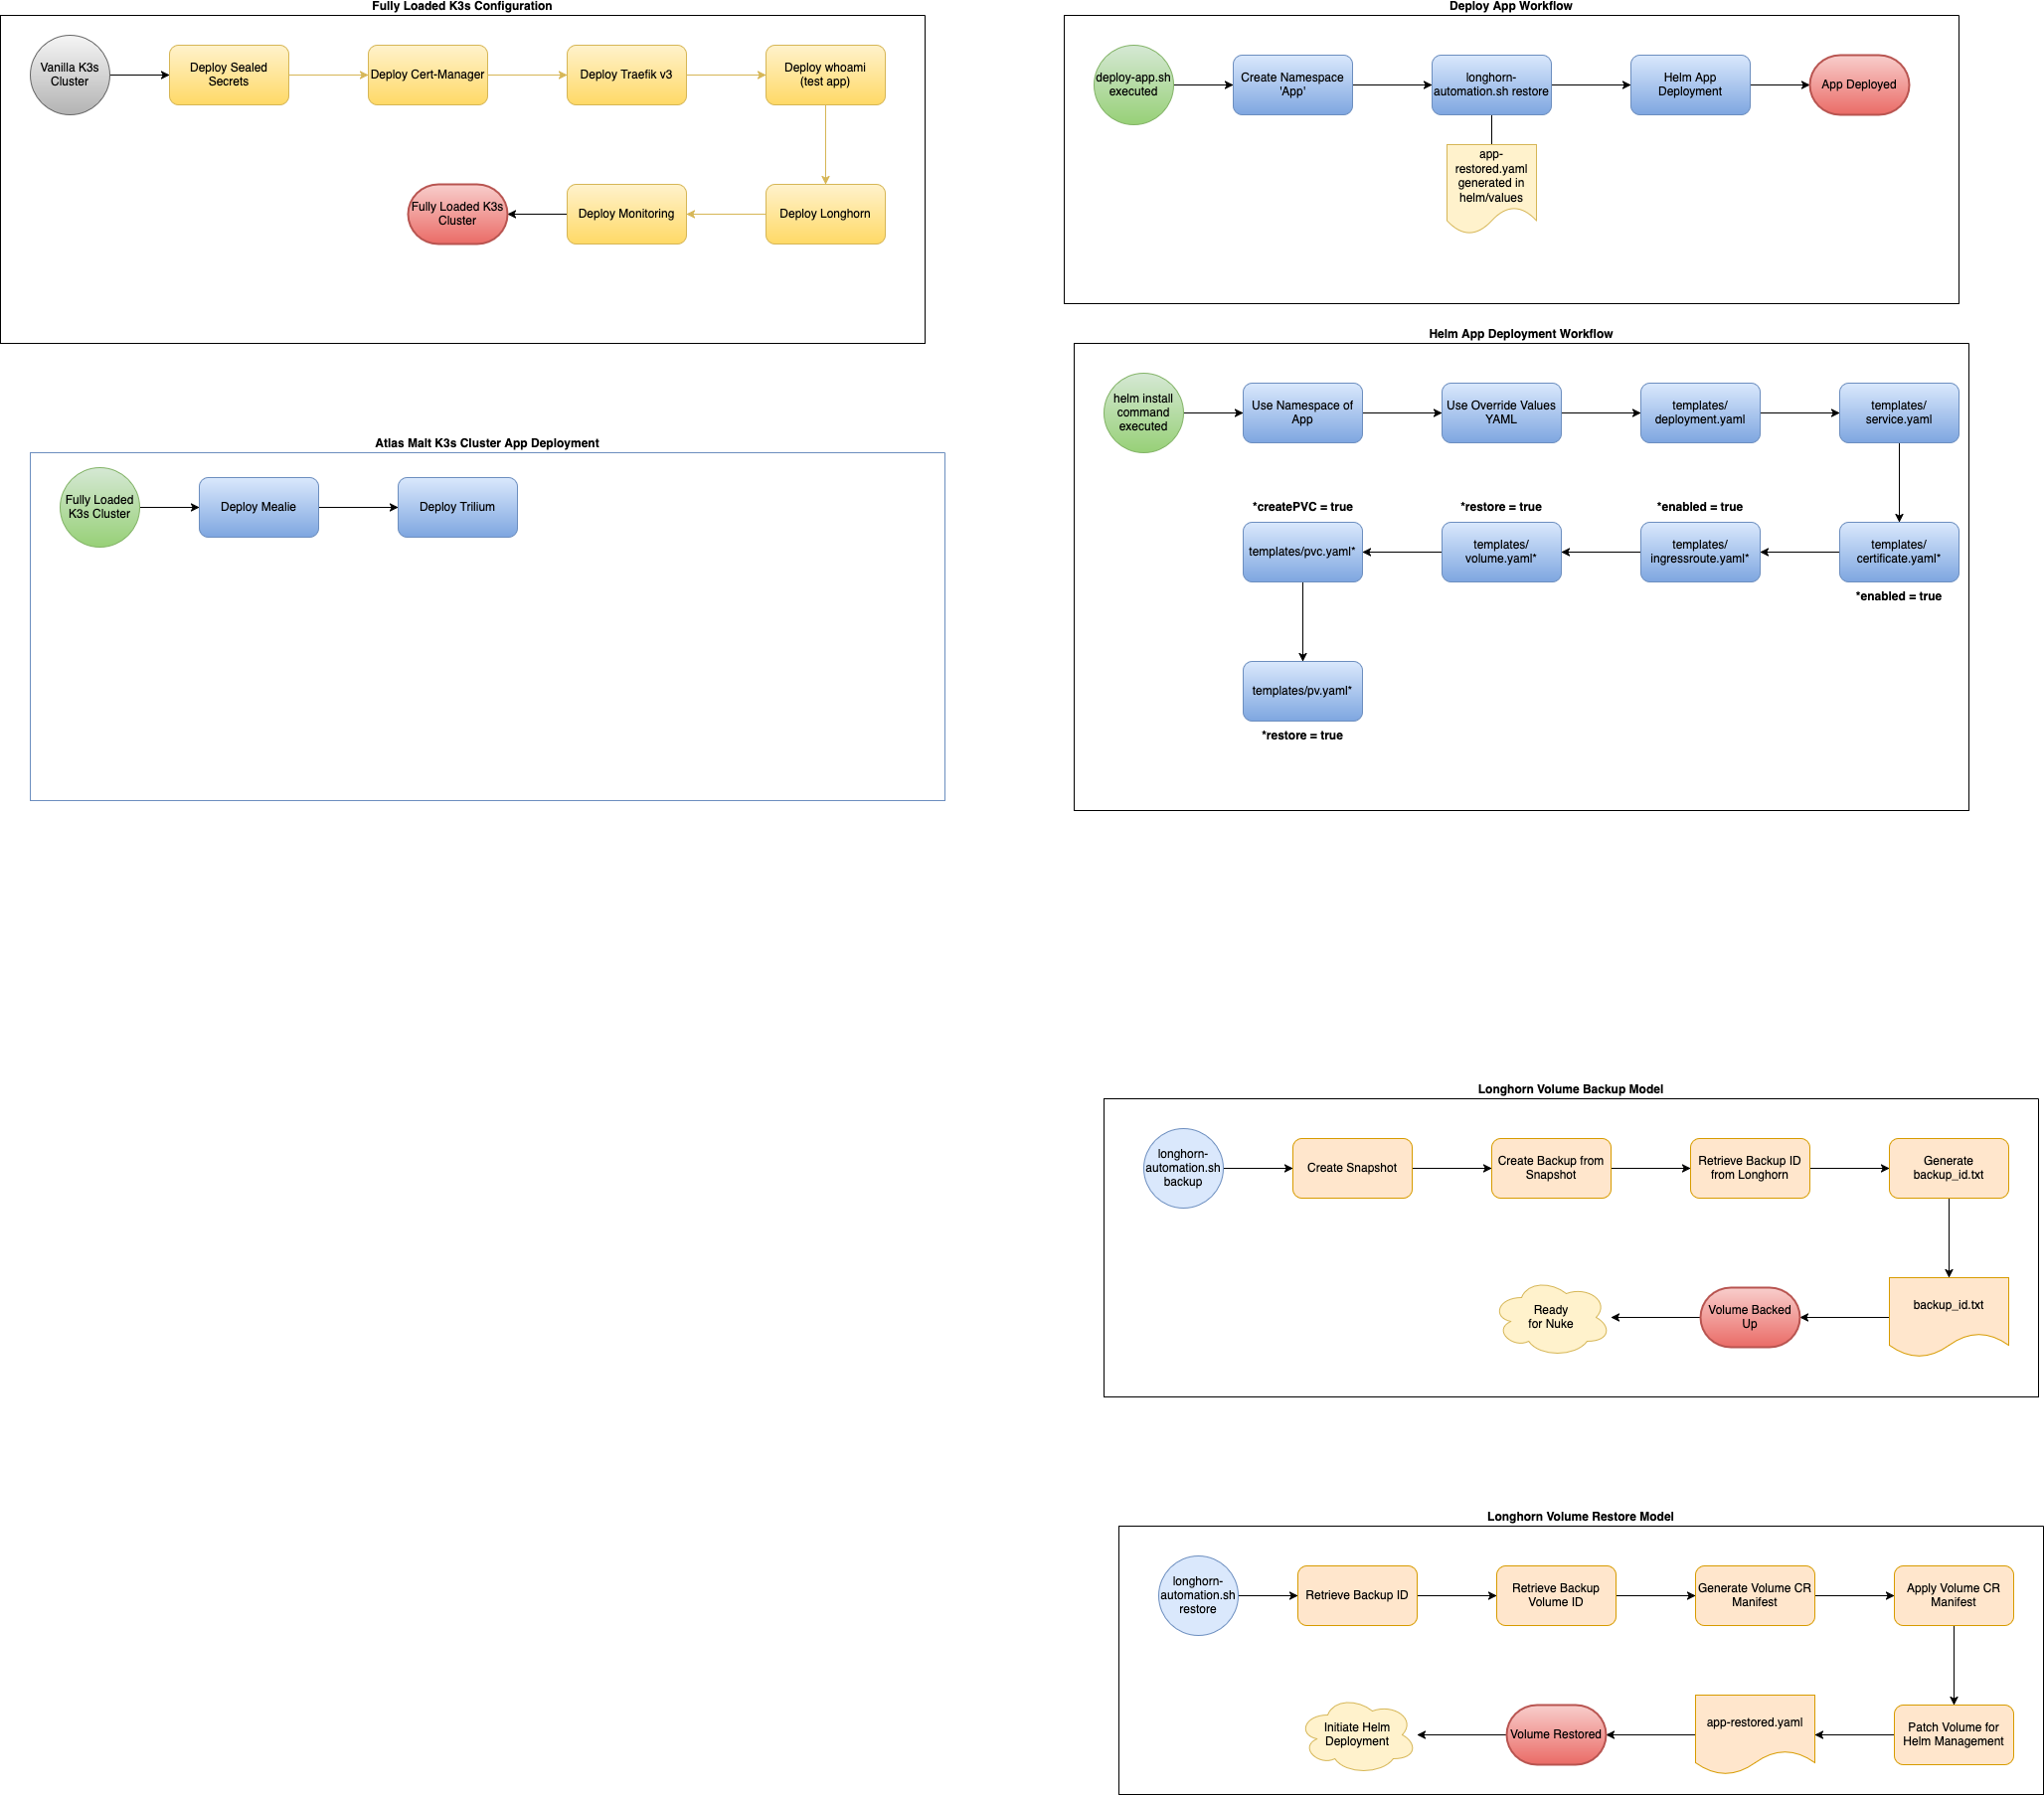 Fully Loaded K3s Configuration
Vanilla K3s
Cluster
Deploy Sealed
Secrets
Deploy Cert-Manager
Deploy Traefik v3
Deploy whoami
(test app)
Fully Loaded K3s
Cluster
Deploy Monitoring
Deploy Longhorn
Deploy App Workflow
deploy-app.sh
executed
Create Namespace
'App'
longhorn-
automation.sh restore
Helm App
Deployment
App Deployed
app-
restored.yaml
generated in
helm/values
Helm App Deployment Workflow
helm install
command
executed
Use Namespace of
App
Use Override Values
YAML
templates/
deployment.yaml
templates/
service.yaml
*createPVC = true
*restore = true
*enabled = true
templates/pvc.yaml*
templates/
volume.yaml*
templates/
ingressroute.yaml*
templates/
certificate.yaml*
*enabled = true
templates/pv.yaml*
*restore = true
Atlas Malt K3s Cluster App Deployment
Fully Loaded
K3s Cluster
Deploy Mealie
Deploy Trilium
Longhorn Volume Backup Model
longhorn-
automation.sh
backup
Create Snapshot
Create Backup from
Snapshot
Retrieve Backup ID
from Longhorn
Generate
backup_id.txt
Ready
for Nuke
Volume Backed
Up
backup_id.txt
Longhorn Volume Restore Model
longhorn-
automation.sh
restore
Retrieve Backup ID
Retrieve Backup
Volume ID
Generate Volume CR
Manifest
Apply Volume CR
Manifest
Initiate Helm
Deployment
Volume Restored
app-restored.yaml
Patch Volume for
Helm Management